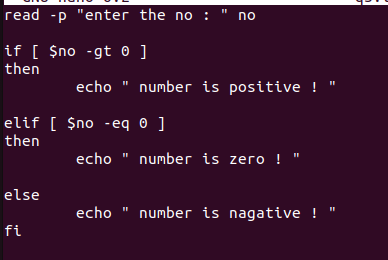 read -p "enter the no : " no
if [ $no -gt 0 ]
then
echo " number is positive ! "
elif [ $no -eq 0 ]
then
echo " number is zero ! "
else
echo " number is nagative ! "
fi